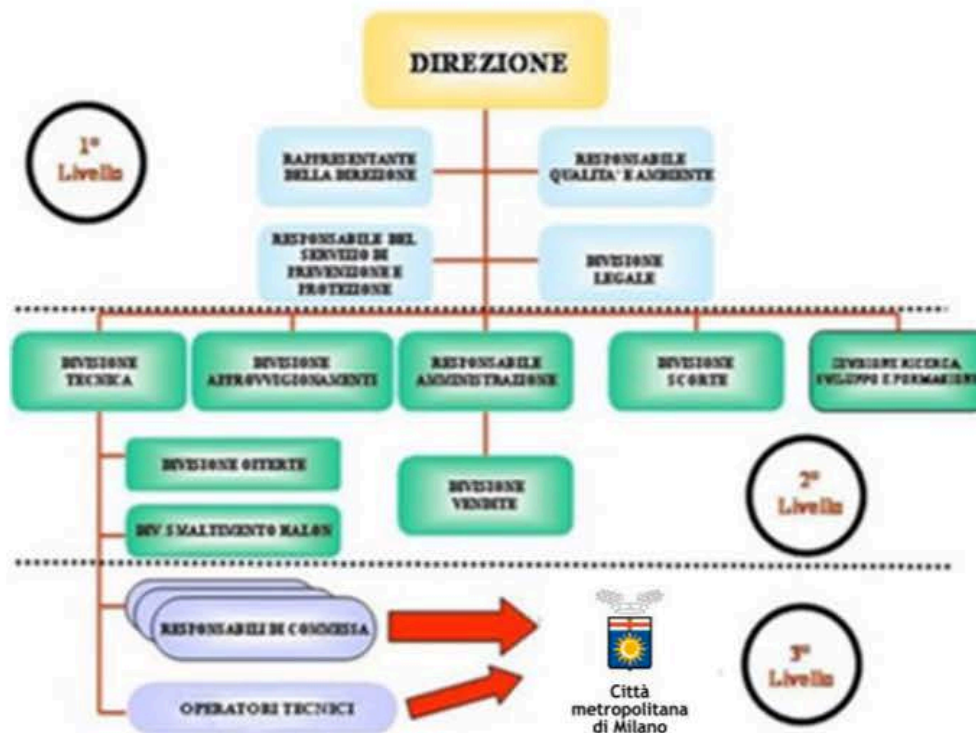 DIREZIONE
1°
Livello
RAPPRESENTANTE
DELLA DIREZIONE
RESPONSABILE
QUALITA' E AMBIENTE
RESPONSABILE DEL
SERVIZIO DI
PREVENZIONE E
PROTEZIONE
DIVISIONE
LEGALE
DIVISIONE
TECNICA
DIVISIONE
APPROVVIGIONAMENTI
RESPONSABILE
AMMINISTRAZIONE
DIVISIONE
SCORTE
DIVISIONE RICERCA
SVILUPPO E FORMAZIONE
DIVISIONE OFFERTE
DIVISIONE
VENDITE
2°
Livello
DIV SMALTIMENTO HALON
RESPONSABILI DI COMMESSA
OPERATORI TECNICI
Città
metropolitana
di Milano
3°
Livello